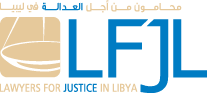 محامون من أجل العدالة في ليبيا
LFJL
LAWYERS FOR JUSTICE IN LIBYA